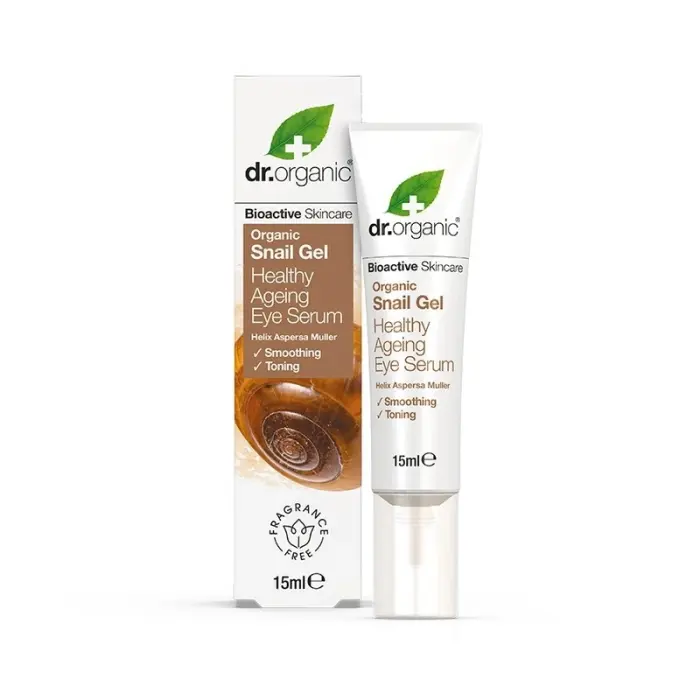 dr.organic®
Bioactive Skincare
Organic
Snail Gel
Healthy
Ageing
Eye Serum
Helix Aspersa Muller
✓ Smoothing
✓ Toning
FRAGRANCE
FREE
15ml℮
dr.organic®
Bioactive Skincare
Organic
Snail Gel
Healthy
Ageing
Eye Serum
Helix Aspersa Muller
✓ Smoothing
✓ Toning
15ml℮